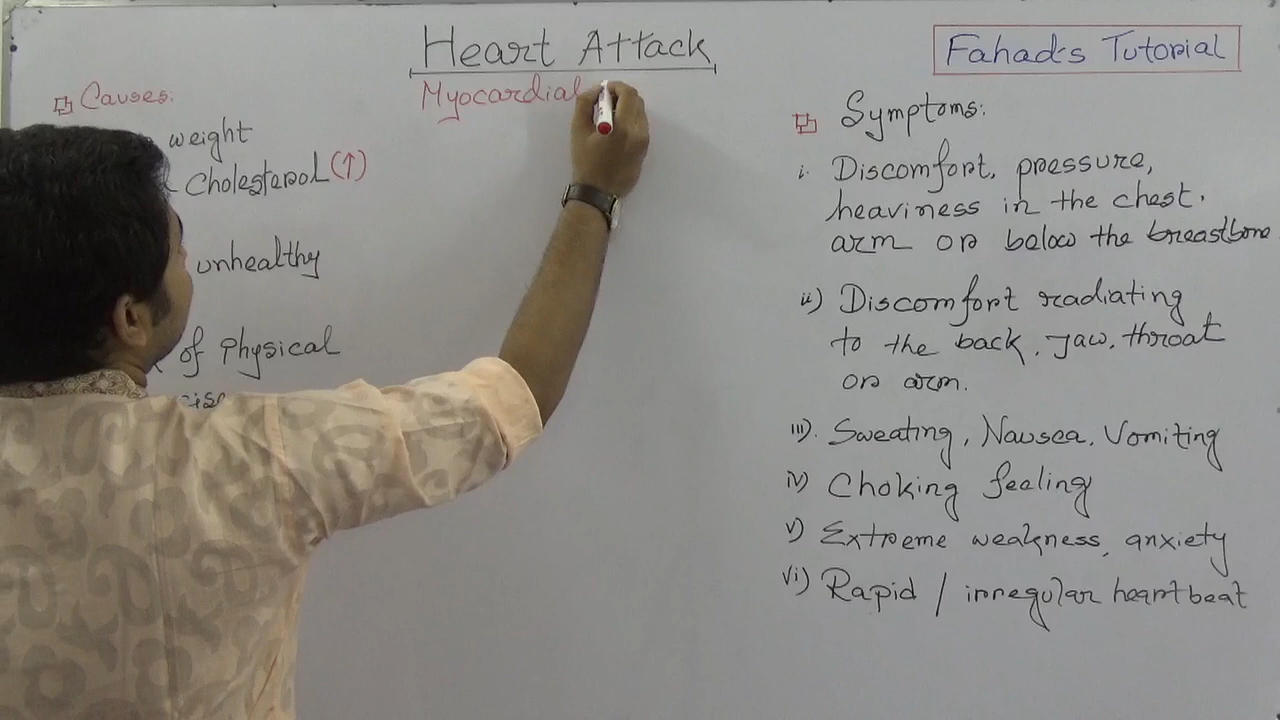 Heart Attack
Myocardial
Fahad's Tutorial
Causes:
weight
Cholesterol (↑)
unhealthy
of Physical
Symptoms:
i. Discomfort, pressure,
heaviness in the chest,
arm or below the breastbone
ii) Discomfort radiating
to the back, Jaw, throat
or arm.
iii). Sweating, Nausea, Vomiting
iv) Choking feeling
v) Extreme weakness, anxiety
vi) Rapid / irregular heartbeat